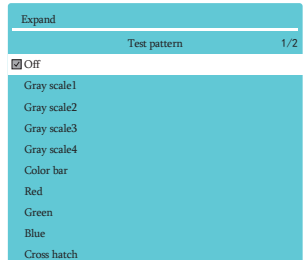 Expand
Test pattern 1/2
Off
Gray scale1
Gray scale2
Gray scale3
Gray scale4
Color bar
Red
Green
Blue
Cross hatch